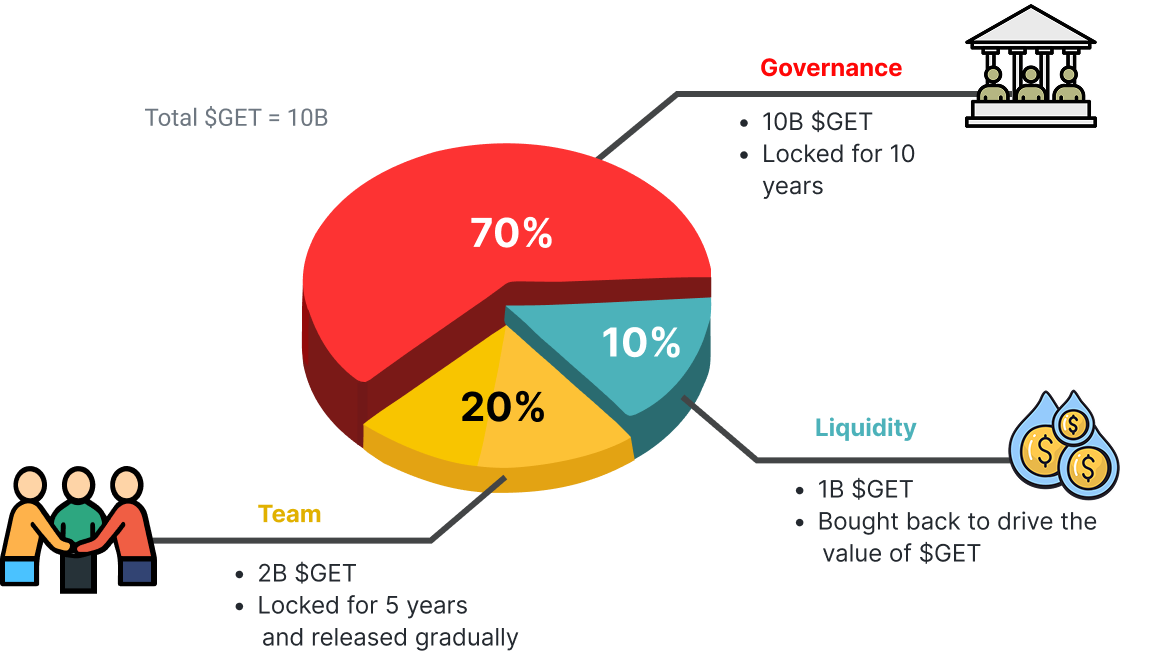 Governance
Total $GET = 10B
• 10B $GET
• Locked for 10
years
70%
10%
20%
Liquidity
• 1B $GET
• Bought back to drive the
value of $GET
Team
• 2B $GET
• Locked for 5 years
and released gradually
$
$
$